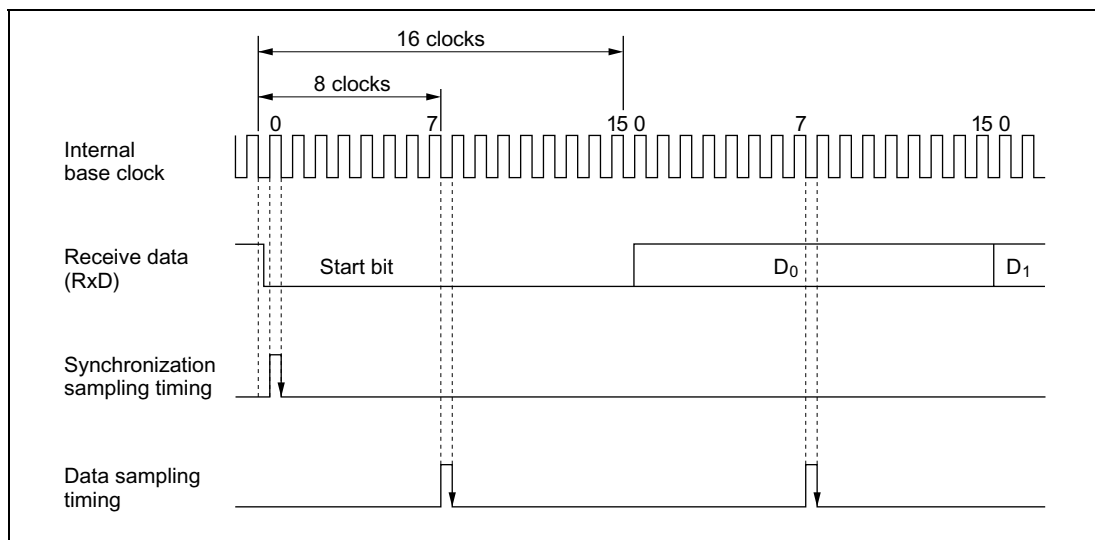 16 clocks
8 clocks
0 7 15 0 7 15 0
Internal
base clock
Receive data
(RxD)
Start bit D₀ D₁
Synchronization
sampling timing
Data sampling
timing